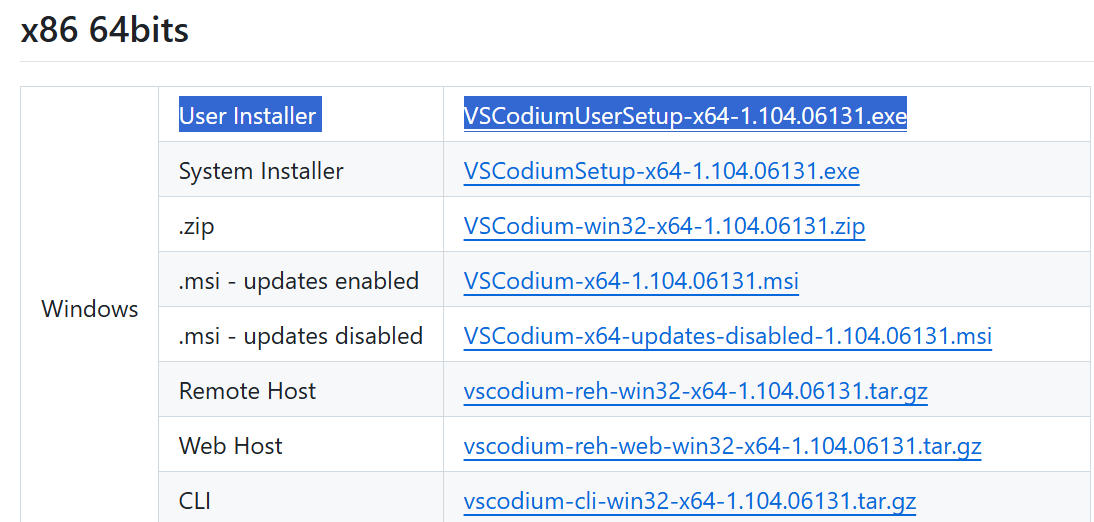 x86 64bits
User Installer VSCodiumUserSetup-x64-1.104.06131.exe
System Installer VSCodiumSetup-x64-1.104.06131.exe
.zip VSCodium-win32-x64-1.104.06131.zip
.msi - updates enabled VSCodium-x64-1.104.06131.msi
Windows
.msi - updates disabled VSCodium-x64-updates-disabled-1.104.06131.msi
Remote Host vscodium-reh-win32-x64-1.104.06131.tar.gz
Web Host vscodium-reh-web-win32-x64-1.104.06131.tar.gz
CLI vscodium-cli-win32-x64-1.104.06131.tar.gz